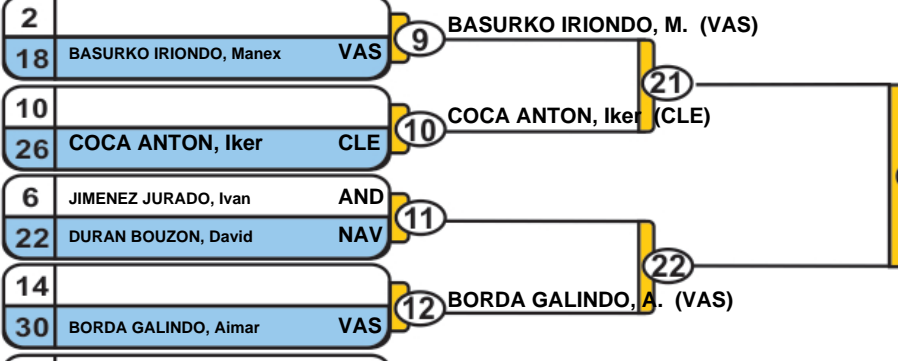 2
BASURKO IRIONDO, M. (VAS)
9
18 BASURKO IRIONDO, Manex VAS
21
10
COCA ANTON, Iker (CLE)
10
26 COCA ANTON, Iker CLE
6 JIMENEZ JURADO, Ivan AND
11
22 DURAN BOUZON, David NAV
22
14
BORDA GALINDO, A. (VAS)
12
30 BORDA GALINDO, Aimar VAS